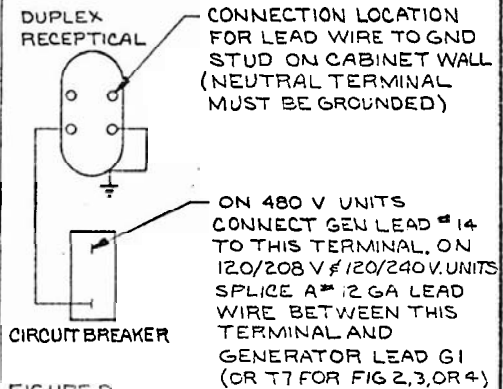 DUPLEX
RECEPTICAL
CONNECTION LOCATION
FOR LEAD WIRE TO GND
STUD ON CABINET WALL
(NEUTRAL TERMINAL
MUST BE GROUNDED)
ON 480 V UNITS
CONNECT GEN LEAD #14
TO THIS TERMINAL. ON
120/208 V & 120/240 V. UNITS
SPLICE A #12 GA LEAD
WIRE BETWEEN THIS
TERMINAL AND
GENERATOR LEAD G1
(OR T7 FOR FIG 2,3,OR 4)
CIRCUIT BREAKER